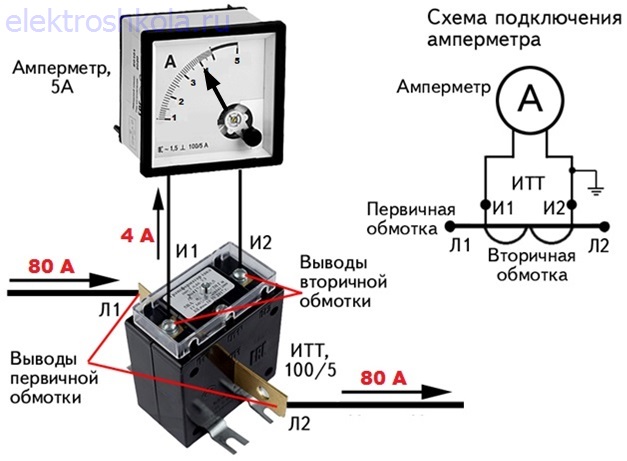 elektroshkola.ru
Схема подключения
амперметра
Амперметр,
5А
A
1
2
3
4
5
– 1,5 ⊥ 100/5 A
Амперметр
А
ИТТ
И1
И2
Первичная
обмотка
Л1
Л2
Вторичная
обмотка
4 А
И1
И2
80 А
Л1
Выводы
вторичной
обмотки
Выводы
первичной
обмотки
ИТТ,
100/5
80 А
Л2